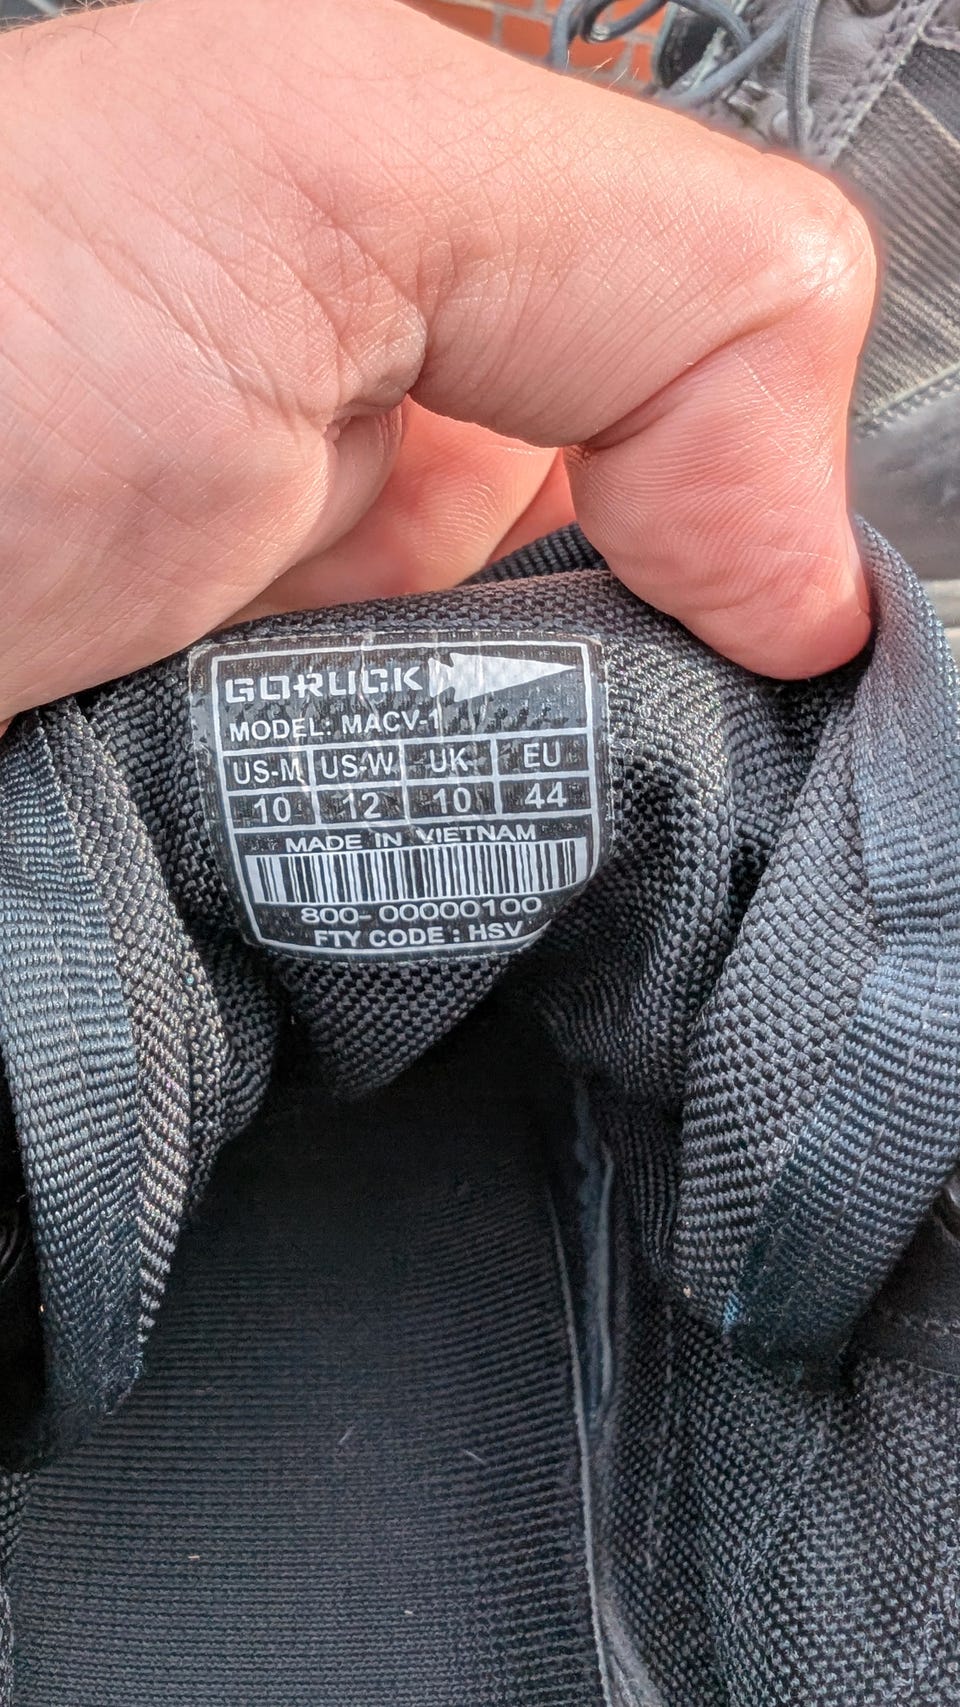 GORUCK
MODEL: MACV-1
US-M US-W UK EU
10 12 10 44
MADE IN VIETNAM
800-00000100
FTY CODE : HSV